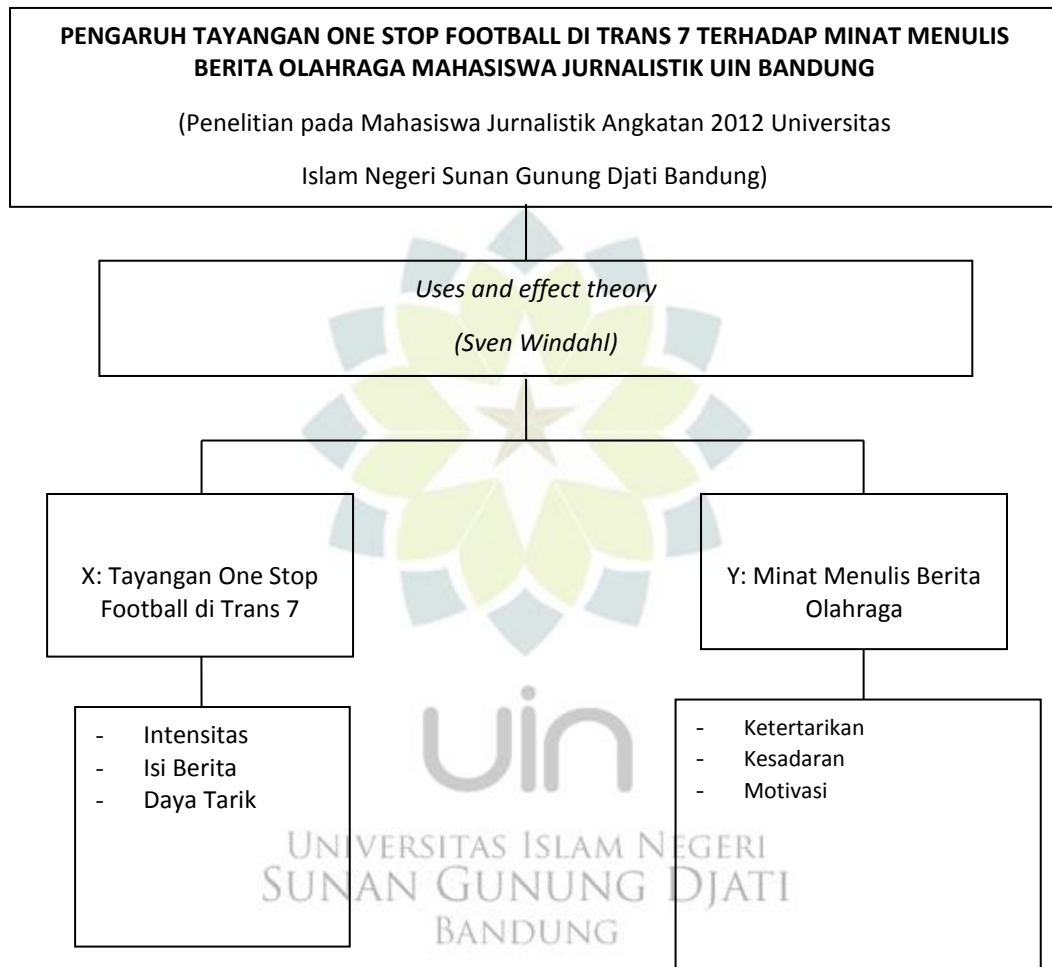 PENGARUH TAYANGAN ONE STOP FOOTBALL DI TRANS 7 TERHADAP MINAT MENULIS
BERITA OLAHRAGA MAHASISWA JURNALISTIK UIN BANDUNG
(Penelitian pada Mahasiswa Jurnalistik Angkatan 2012 Universitas
Islam Negeri Sunan Gunung Djati Bandung)
Uses and effect theory
(Sven Windahl)
X: Tayangan One Stop
Football di Trans 7
Y: Minat Menulis Berita
Olahraga
- Intensitas
- Isi Berita
- Daya Tarik
- Ketertarikan
- Kesadaran
- Motivasi
uin
UNIVERSITAS ISLAM NEGERI
SUNAN GUNUNG DJATI
BANDUNG